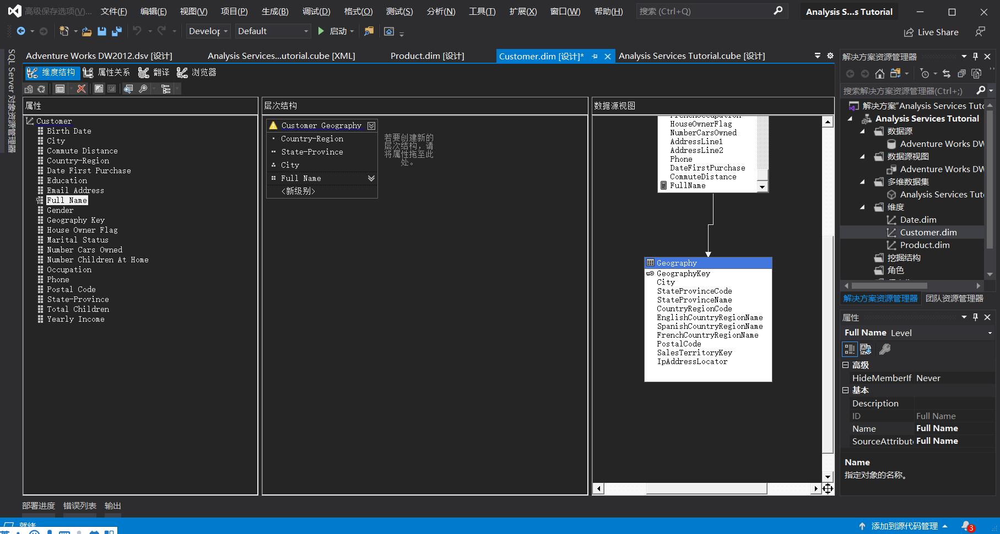 高级保存选项(V)... 文件(F) 编辑(E) 视图(V) 项目(P) 生成(B) 调试(D) 格式(O) 测试(S) 分析(N) 工具(T) 扩展(X) 窗口(W) 帮助(H) 搜索 (Ctrl+Q) Analysis S...s Tutorial
Develop Default 启动 Live Share
SQL Server 对象资源管理器
Adventure Works DW2012.dsv [设计] Analysis Services...utorial.cube [XML] Product.dim [设计] Customer.dim [设计]* Analysis Services Tutorial.cube [设计]
维度结构 属性关系 翻译 浏览器
属性
Customer
Birth Date
City
Commute Distance
Country-Region
Date First Purchase
Education
Email Address
Full Name
Gender
Geography Key
House Owner Flag
Marital Status
Number Cars Owned
Number Children At Home
Occupation
Phone
Postal Code
State-Province
Total Children
Yearly Income
层次结构
Customer Geography
Country-Region
State-Province
City
Full Name
<新级别>
若要创建新的
层次结构，请
将属性拖至此
处。
数据源视图
FrenchOccupation
HouseOwnerFlag
NumberCarsOwned
AddressLine1
AddressLine2
Phone
DateFirstPurchase
CommuteDistance
FullName
Geography
GeographyKey
City
StateProvinceCode
StateProvinceName
CountryRegionCode
EnglishCountryRegionName
SpanishCountryRegionName
FrenchCountryRegionName
PostalCode
SalesTerritoryKey
IpAddressLocator
解决方案资源管理器
搜索解决方案资源管理器(Ctrl+;)
解决方案"Analysis Services Tuto
Analysis Services Tutorial
数据源
Adventure Works DW
数据源视图
Adventure Works DW
多维数据集
Analysis Services Tuto
维度
Date.dim
Customer.dim
Product.dim
挖掘结构
角色
解决方案资源管理器 团队资源管理器
属性
Full Name Level
高级
HideMemberIf Never
基本
Description
ID Full Name
Name Full Name
SourceAttribute Full Name
Name
指定对象的名称。
部署进度 错误列表 输出
就绪 添加到源代码管理 3